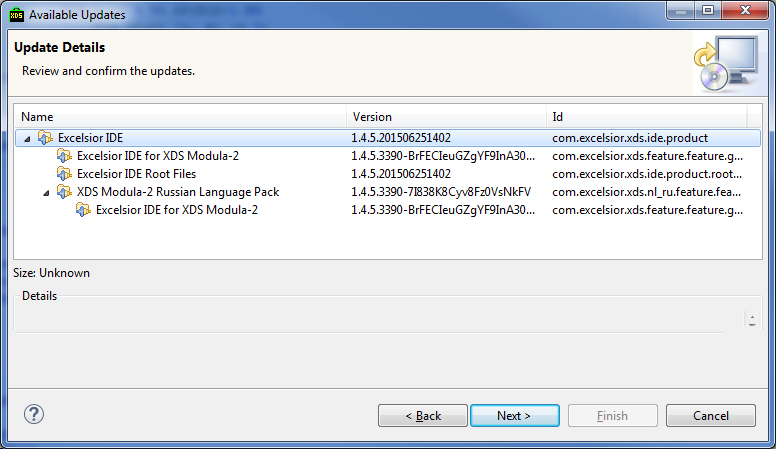 Available Updates
Update Details
Review and confirm the updates.
Name Version Id
Excelsior IDE 1.4.5.201506251402 com.excelsior.xds.ide.product
Excelsior IDE for XDS Modula-2 1.4.5.3390-BrFECIeuGZgYF9InA30... com.excelsior.xds.feature.feature.g...
Excelsior IDE Root Files 1.4.5.201506251402 com.excelsior.xds.ide.product.root...
XDS Modula-2 Russian Language Pack 1.4.5.3390-7I838K8Cyv8Fz0VsNkFV com.excelsior.xds.nl_ru.feature.fea...
Excelsior IDE for XDS Modula-2 1.4.5.3390-BrFECIeuGZgYF9InA30... com.excelsior.xds.feature.feature.g...
Size: Unknown
Details
? < Back Next > Finish Cancel